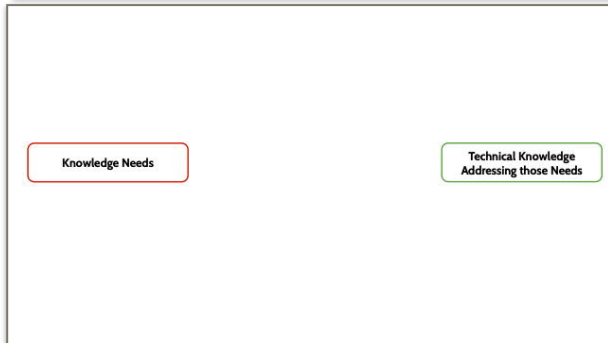 Knowledge Needs
Technical Knowledge
Addressing those Needs